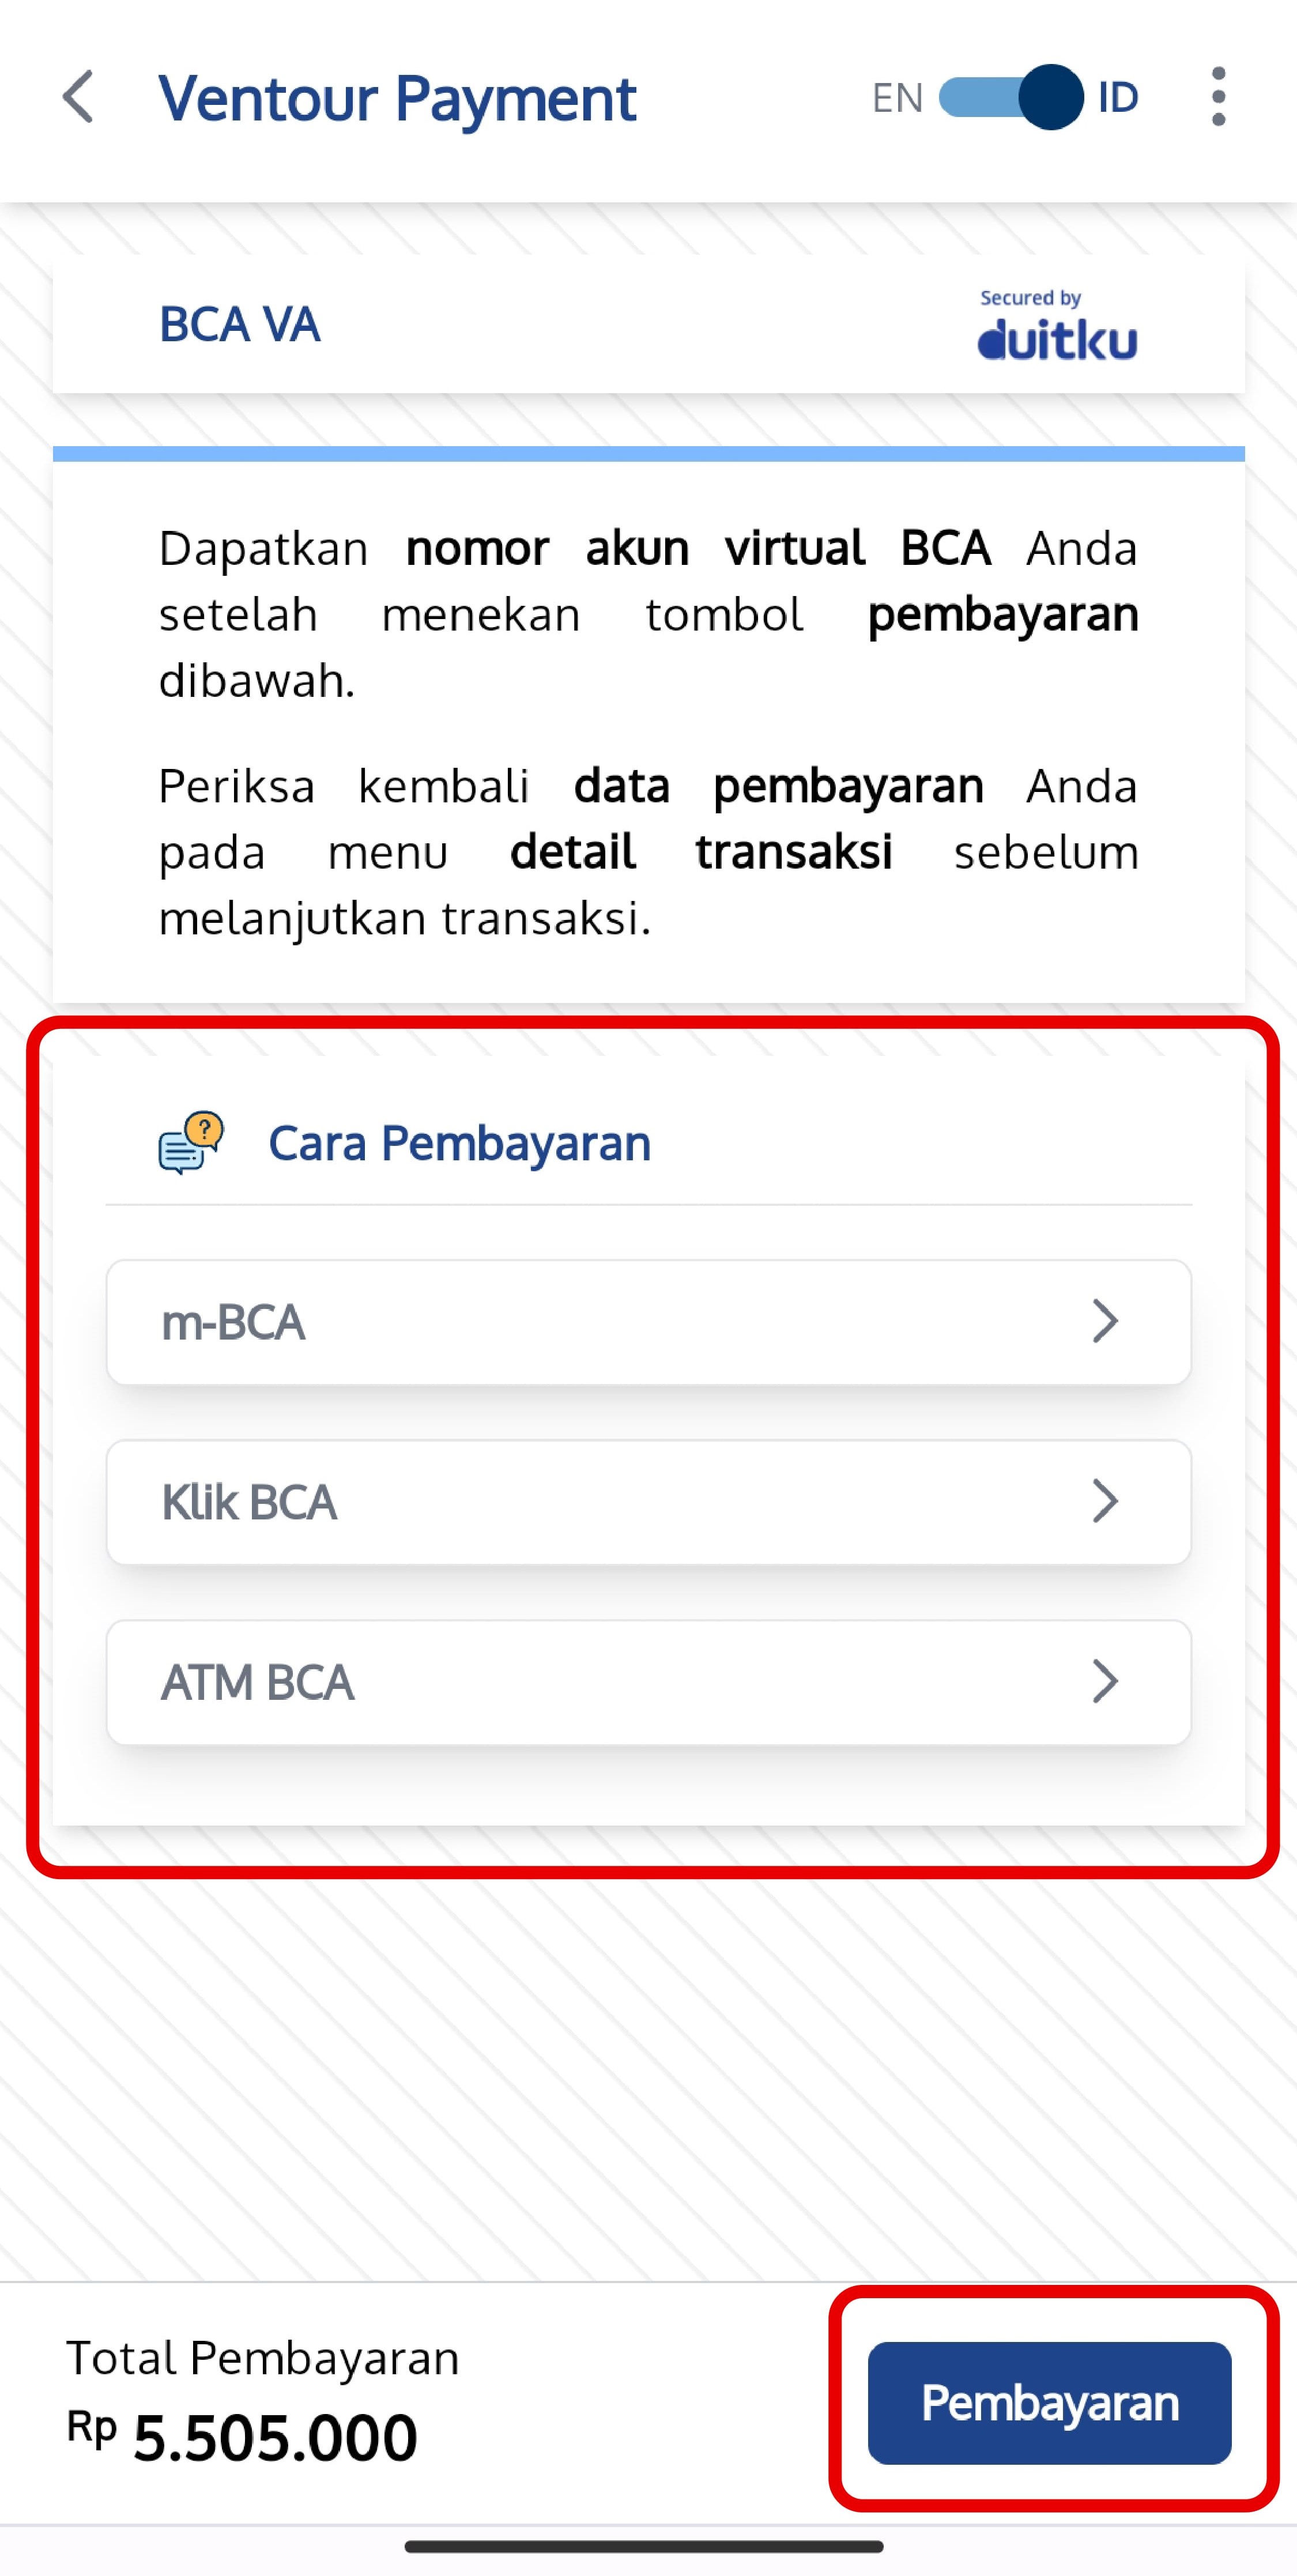 Ventour Payment EN ID
BCA VA
Secured by
duitku
Dapatkan nomor akun virtual BCA Anda
setelah menekan tombol pembayaran
dibawah.
Periksa kembali data pembayaran Anda
pada menu detail transaksi sebelum
melanjutkan transaksi.
? Cara Pembayaran
m-BCA
Klik BCA
ATM BCA
Total Pembayaran
Rp 5.505.000
Pembayaran